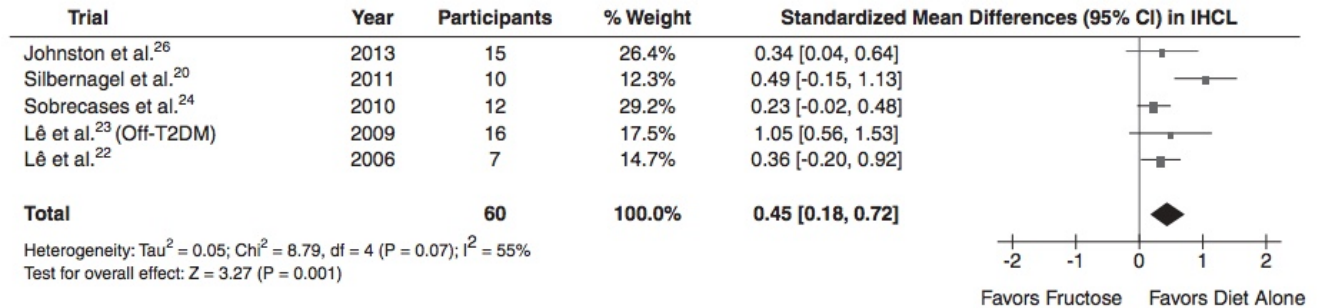 Trial Year Participants % Weight Standardized Mean Differences (95% CI) in IHCL
Johnston et al.26 2013 15 26.4% 0.34 [0.04, 0.64]
Silbernagel et al.20 2011 10 12.3% 0.49 [-0.15, 1.13]
Sobrecases et al.24 2010 12 29.2% 0.23 [-0.02, 0.48]
Lê et al.23 (Off-T2DM) 2009 16 17.5% 1.05 [0.56, 1.53]
Lê et al.22 2006 7 14.7% 0.36 [-0.20, 0.92]
Total 60 100.0% 0.45 [0.18, 0.72]
Heterogeneity: Tau2 = 0.05; Chi2 = 8.79, df = 4 (P = 0.07); I2 = 55%
Test for overall effect: Z = 3.27 (P = 0.001)
-2 -1 0 1 2
Favors Fructose Favors Diet Alone